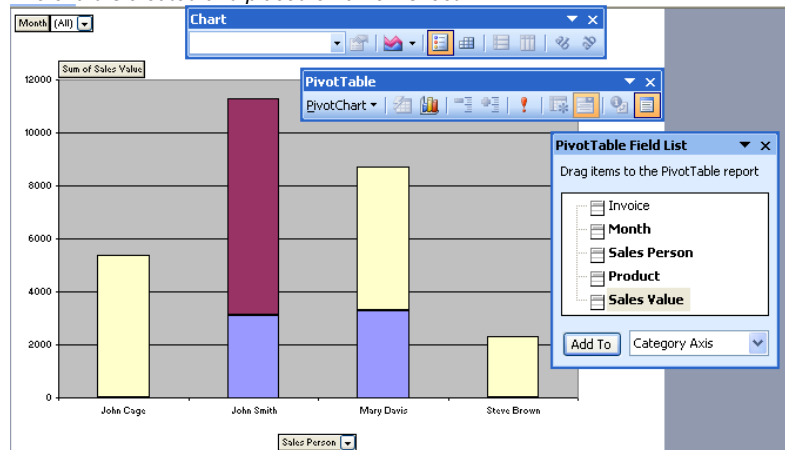 Month (All)
Chart
Sum of Sales Value
PivotTable
PivotChart
12000
10000
8000
6000
4000
2000
0
John Cage
John Smith
Mary Davis
Steve Brown
Sales Person
PivotTable Field List
Drag items to the PivotTable report
Invoice
Month
Sales Person
Product
Sales Value
Add To
Category Axis